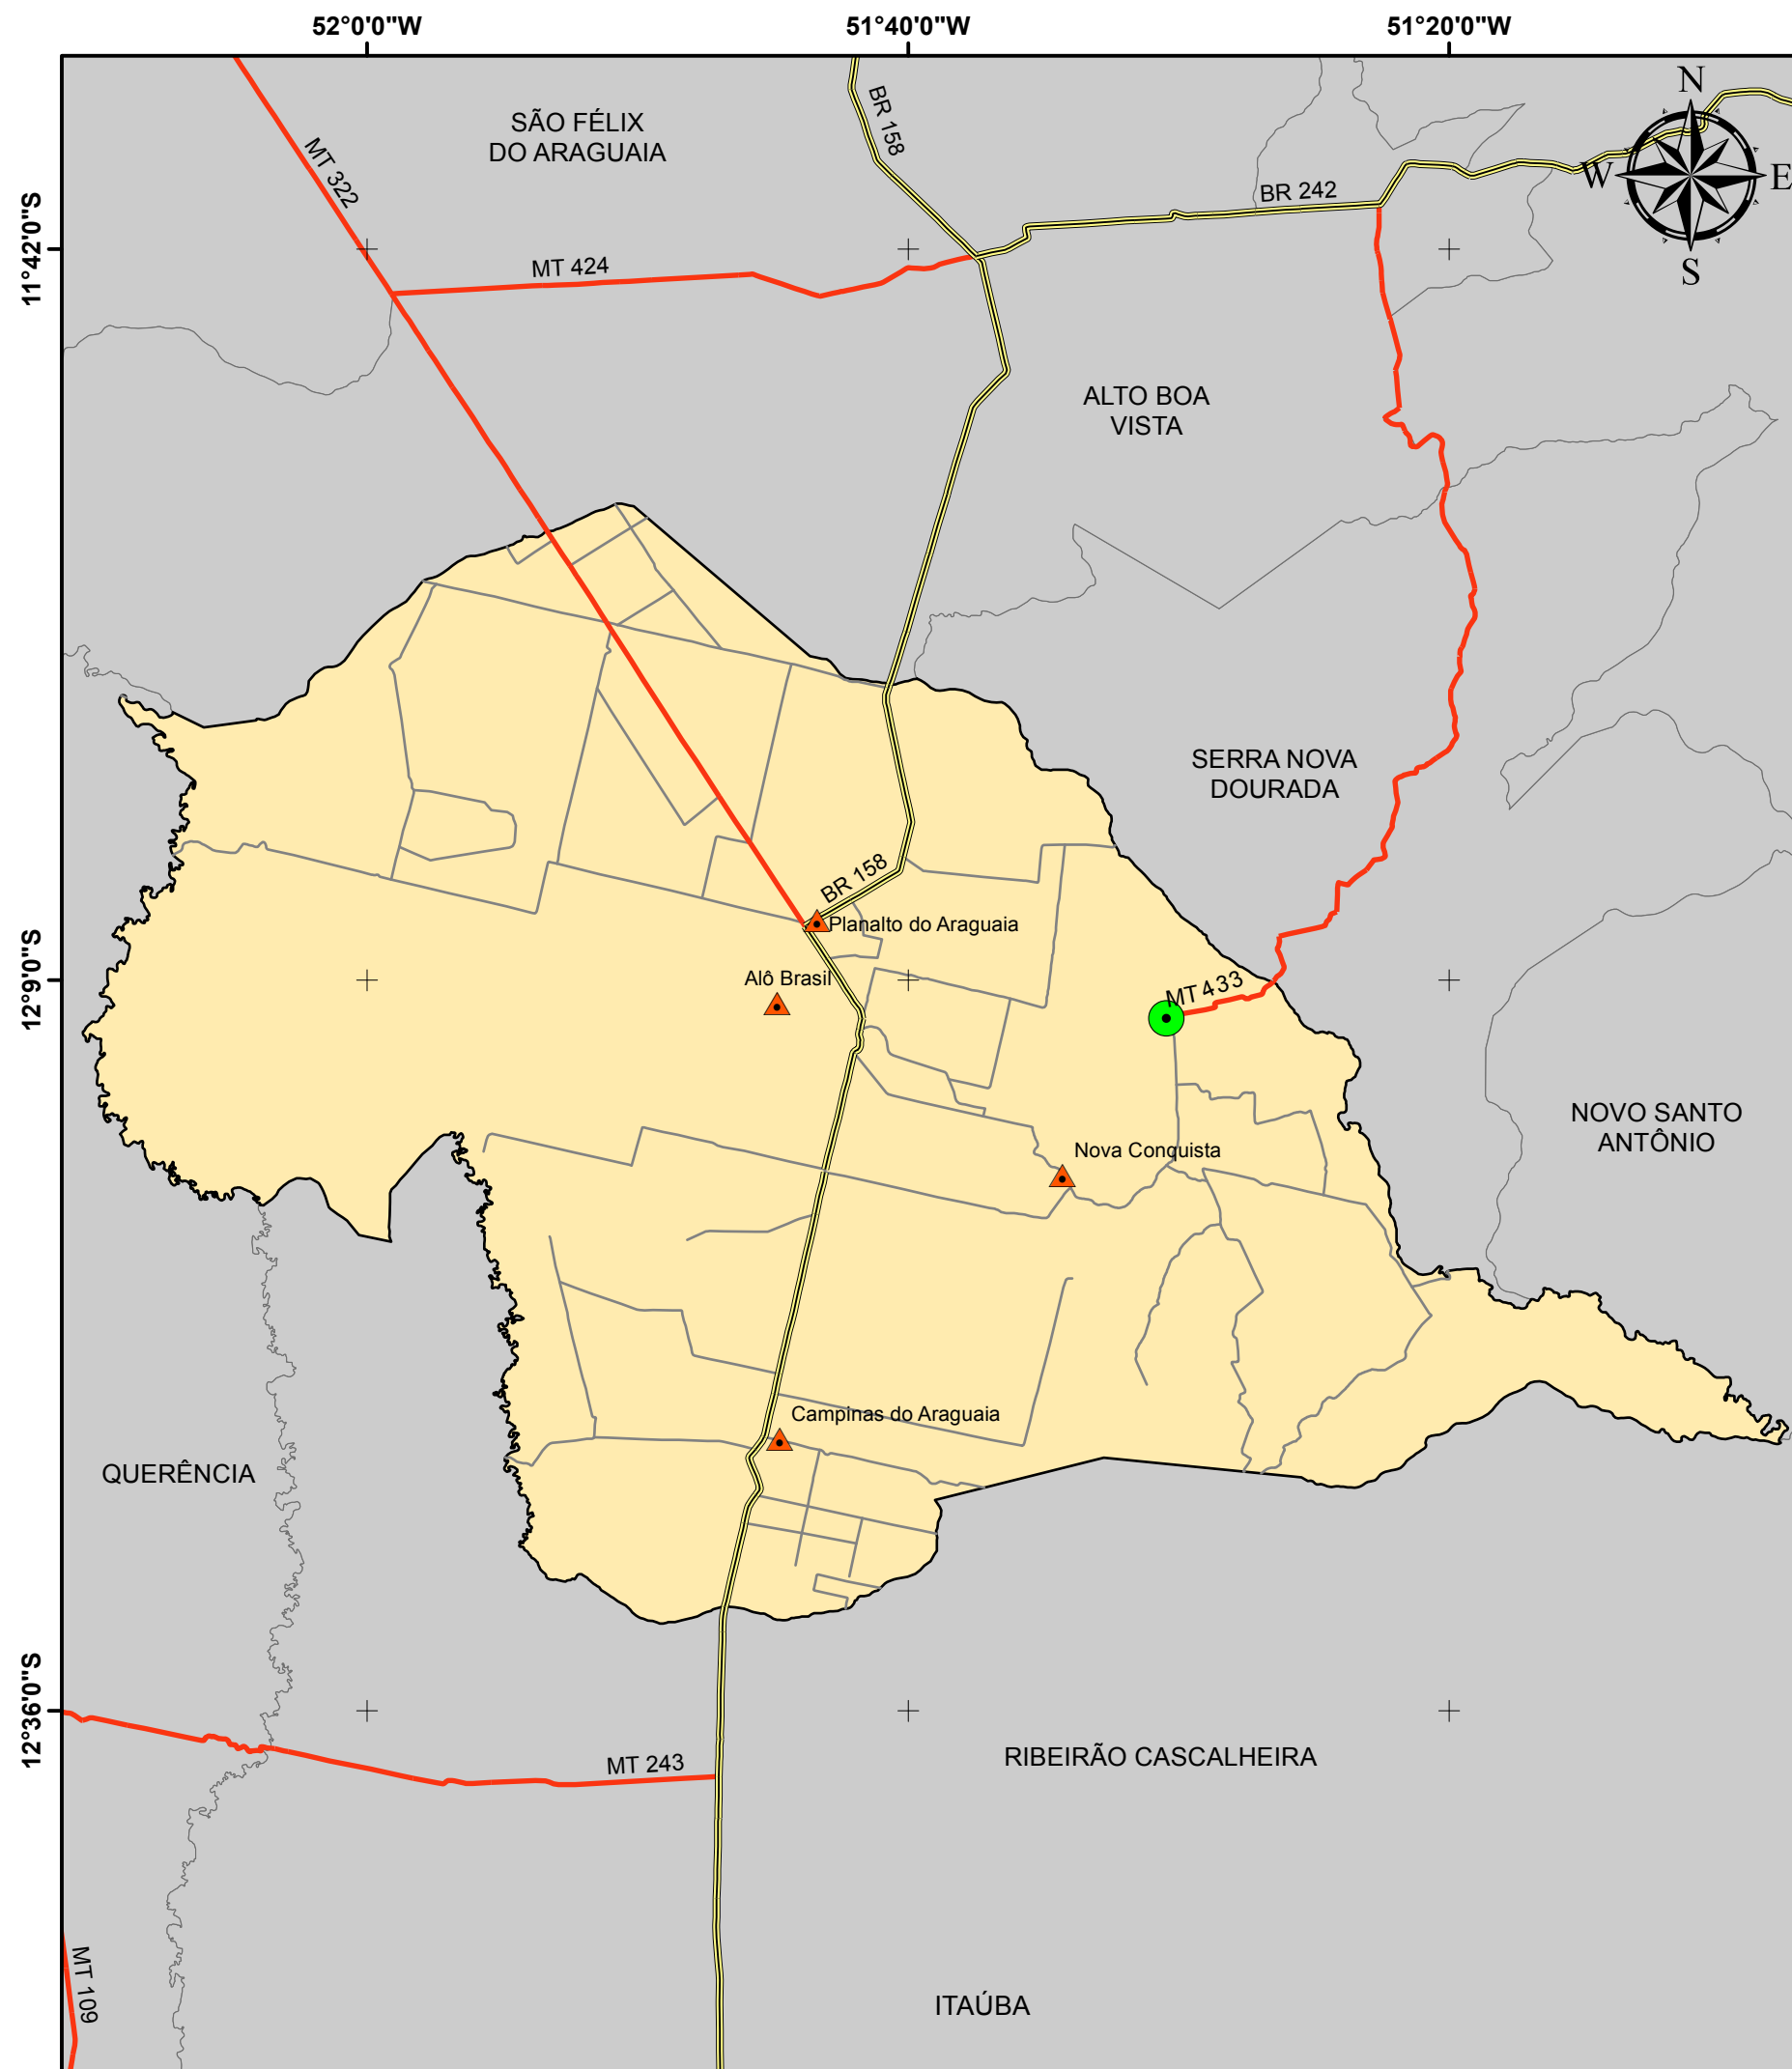 52°0'0"W
51°40'0"W
51°20'0"W
N
W
E
S
SÃO FÉLIX
DO ARAGUAIA
BR 158
MT 322
BR 242
11°42'0"S
MT 424
ALTO BOA
VISTA
SERRA NOVA
DOURADA
BR 158
Planalto do Araguaia
Alô Brasil
12°9'0"S
MT 433
NOVO SANTO
ANTÔNIO
Nova Conquista
Campinas do Araguaia
QUERÊNCIA
12°36'0"S
MT 243
RIBEIRÃO CASCALHEIRA
MT 109
ITAÚBA